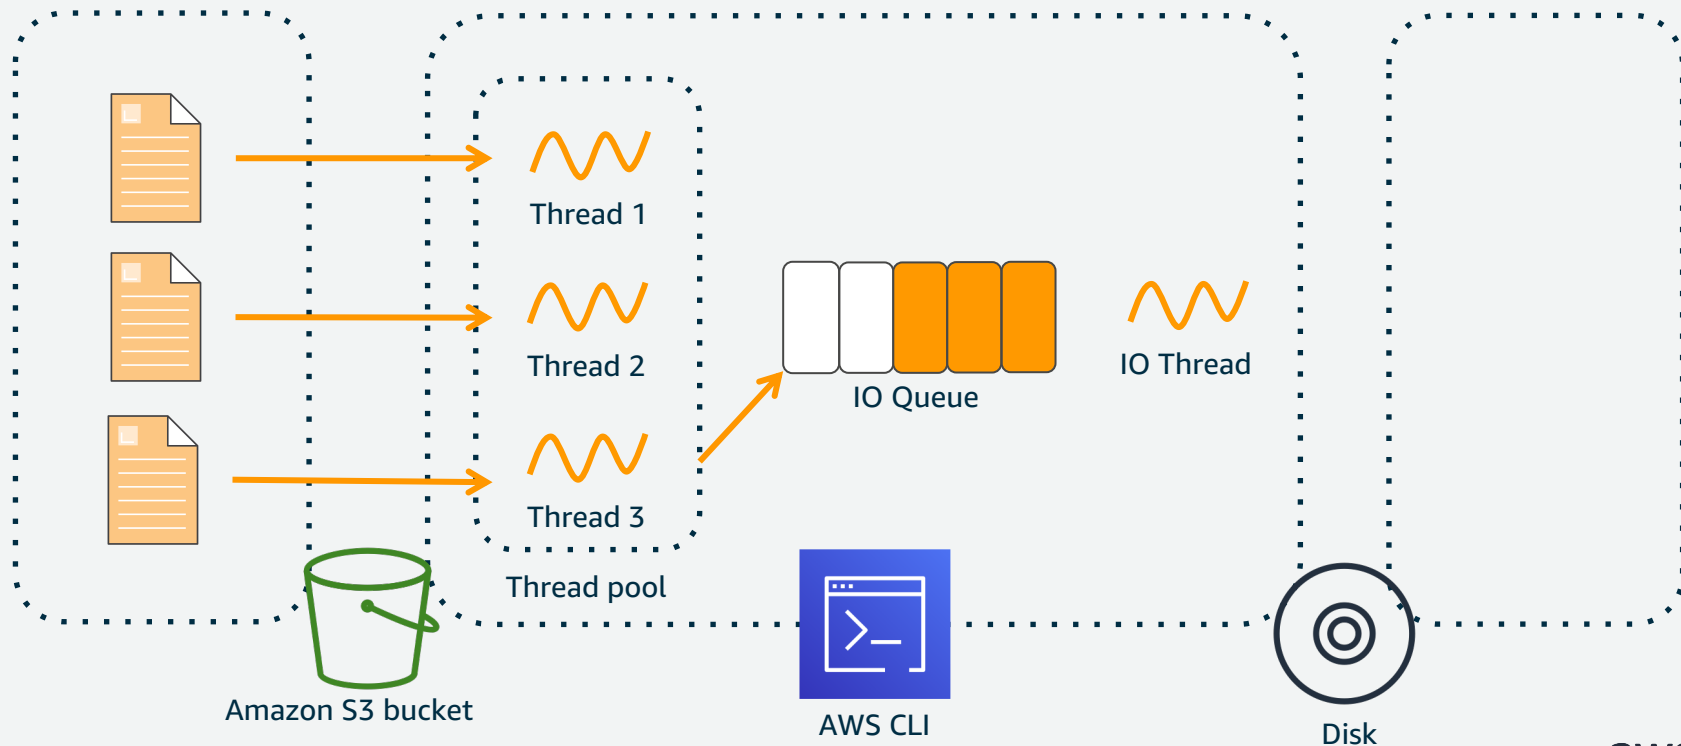 Thread 1
Thread 2
Thread 3
Thread pool
IO Queue
IO Thread
Amazon S3 bucket
AWS CLI
Disk